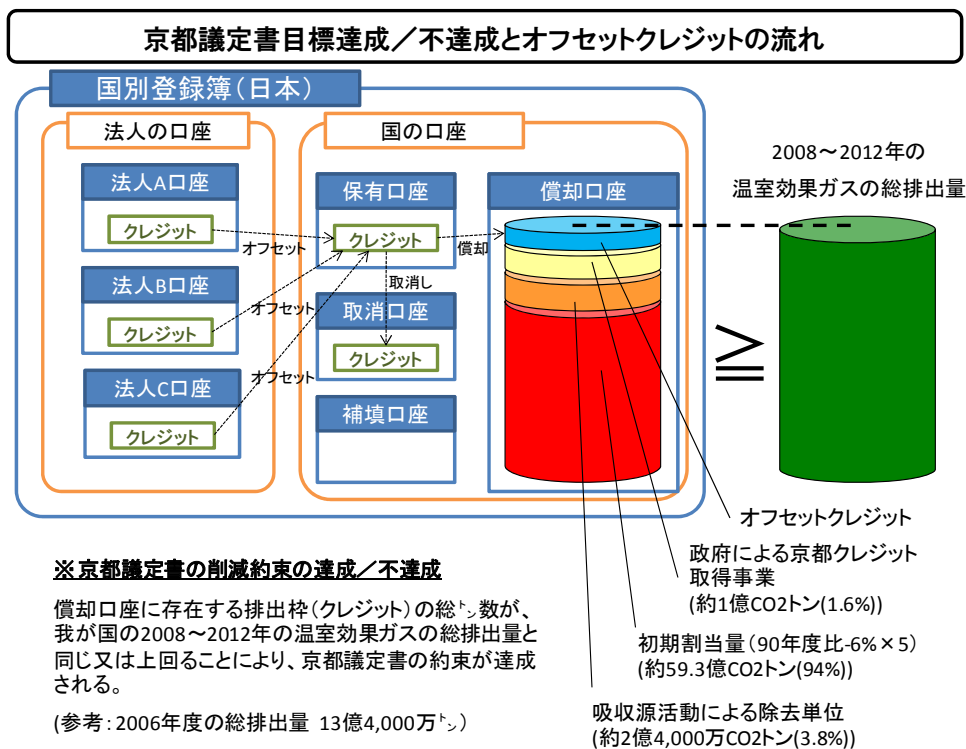 京都議定書目標達成／不達成とオフセットクレジットの流れ
国別登録簿（日本）
法人の口座
国の口座
法人A口座
クレジット
法人B口座
クレジット
法人C口座
クレジット
オフセット
オフセット
オフセット
保有口座
クレジット
償却
取消し
取消口座
クレジット
補填口座
償却口座
2008～2012年の
温室効果ガスの総排出量
≧
オフセットクレジット
政府による京都クレジット
取得事業
(約1億CO2トン(1.6%))
初期割当量（90年度比-6%×5）
(約59.3億CO2トン(94%))
吸収源活動による除去単位
(約2億4,000万CO2トン(3.8%))
※京都議定書の削減約束の達成／不達成
償却口座に存在する排出枠（クレジット）の総㌧数が、
我が国の2008～2012年の温室効果ガスの総排出量と
同じ又は上回ることにより、京都議定書の約束が達成
される。
(参考：2006年度の総排出量 13億4,000万㌧）